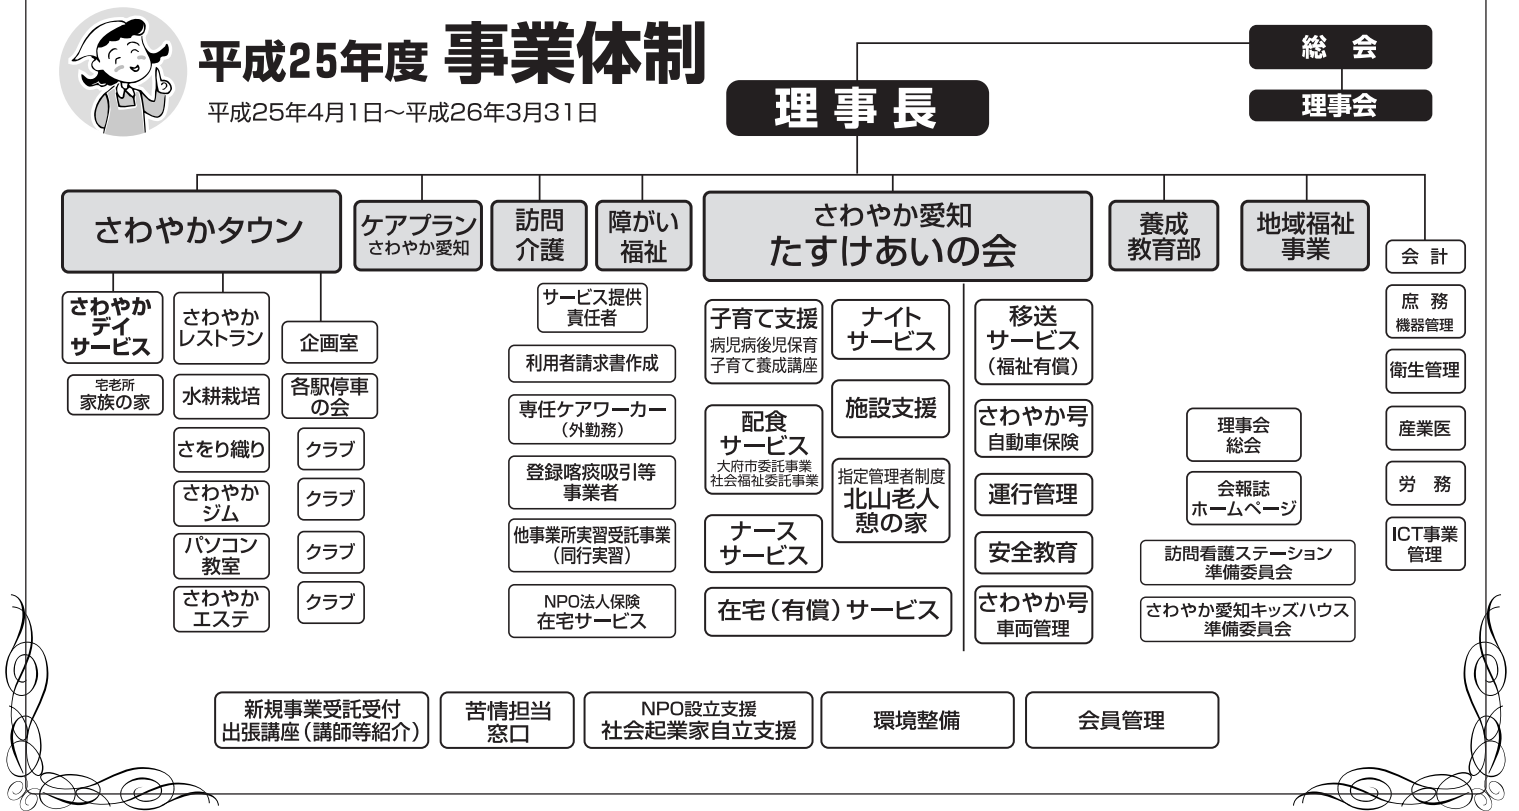 平成25年度 事業体制
平成25年4月1日～平成26年3月31日
総 会
理事会
理事長
さわやかタウン
ケアプラン
さわやか愛知
訪問
介護
障がい
福祉
さわやか愛知
たすけあいの会
養成
教育部
地域福祉
事業
さわやか
デイ
サービス
宅老所
家族の家
さわやか
レストラン
水耕栽培
さをり織り
さわやか
ジム
パソコン
教室
さわやか
エステ
企画室
各駅停車
の会
クラブ
クラブ
クラブ
クラブ
サービス提供
責任者
利用者請求書作成
専任ケアワーカー
（外勤務）
登録喀痰吸引等
事業者
他事業所実習受託事業
（同行実習）
NPO法人保険
在宅サービス
子育て支援
病児病後児保育
子育て養成講座
配食
サービス
大府市委託事業
社会福祉委託事業
ナース
サービス
ナイト
サービス
施設支援
指定管理者制度
北山老人
憩の家
在宅（有償）サービス
移送
サービス
（福祉有償）
さわやか号
自動車保険
運行管理
安全教育
さわやか号
車両管理
理事会
総会
会報誌
ホームページ
訪問看護ステーション
準備委員会
さわやか愛知キッズハウス
準備委員会
会 計
庶 務
機器管理
衛生管理
産業医
労 務
ICT事業
管理
新規事業受託受付
出張講座（講師等紹介）
苦情担当
窓口
NPO設立支援
社会起業家自立支援
環境整備
会員管理